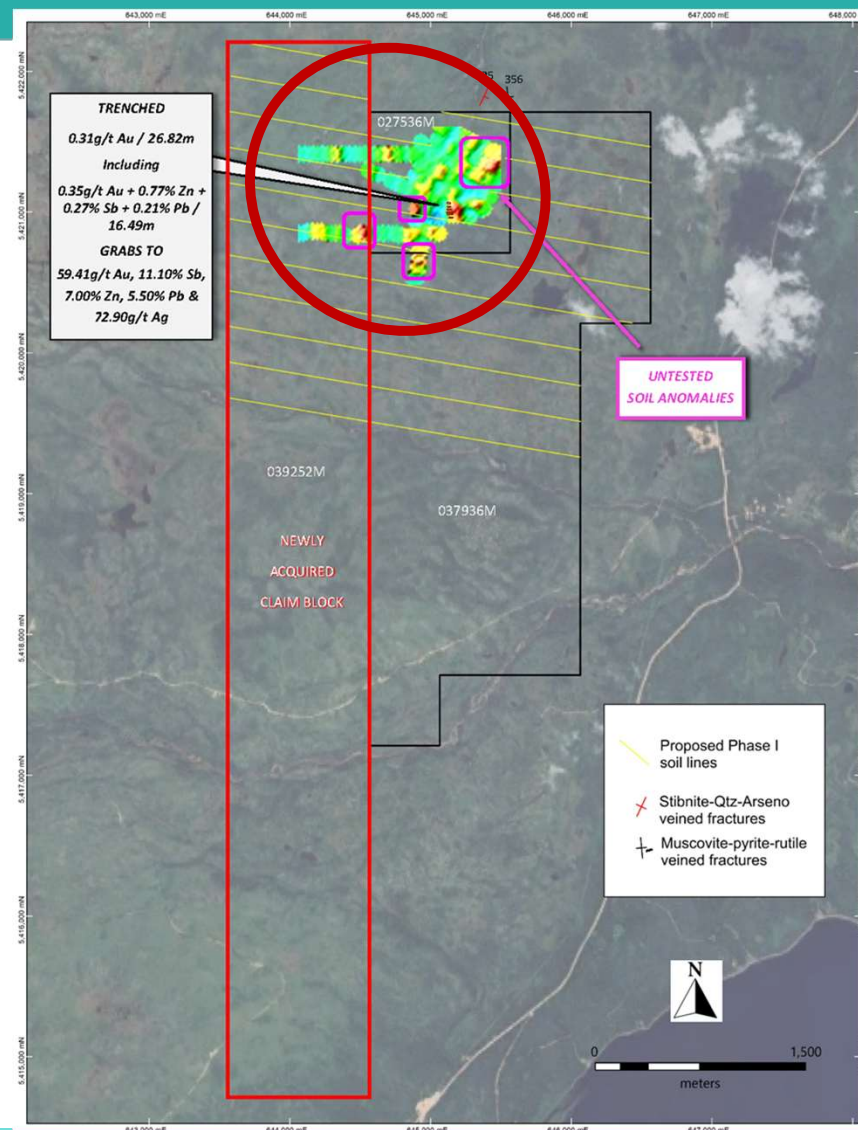 643,000 mE 644,000 mE 645,000 mE 646,000 mE 647,000 mE 648,000
5,422,000 mN
5,421,000 mN
5,420,000 mN
5,419,000 mN
5,418,000 mN
5,417,000 mN
5,416,000 mN
5,415,000 mN
TRENCHED
0.31g/t Au / 26.82m
Including
0.35g/t Au + 0.77% Zn +
0.27% Sb + 0.21% Pb /
16.49m
GRABS TO
59.41g/t Au, 11.10% Sb,
7.00% Zn, 5.50% Pb &
72.90g/t Ag
356
027536M
UNTESTED
SOIL ANOMALIES
039252M
037936M
NEWLY
ACQUIRED
CLAIM BLOCK
Proposed Phase I
soil lines
Stibnite-Qtz-Arseno
veined fractures
Muscovite-pyrite-rutile
veined fractures
N
0 1,500
meters